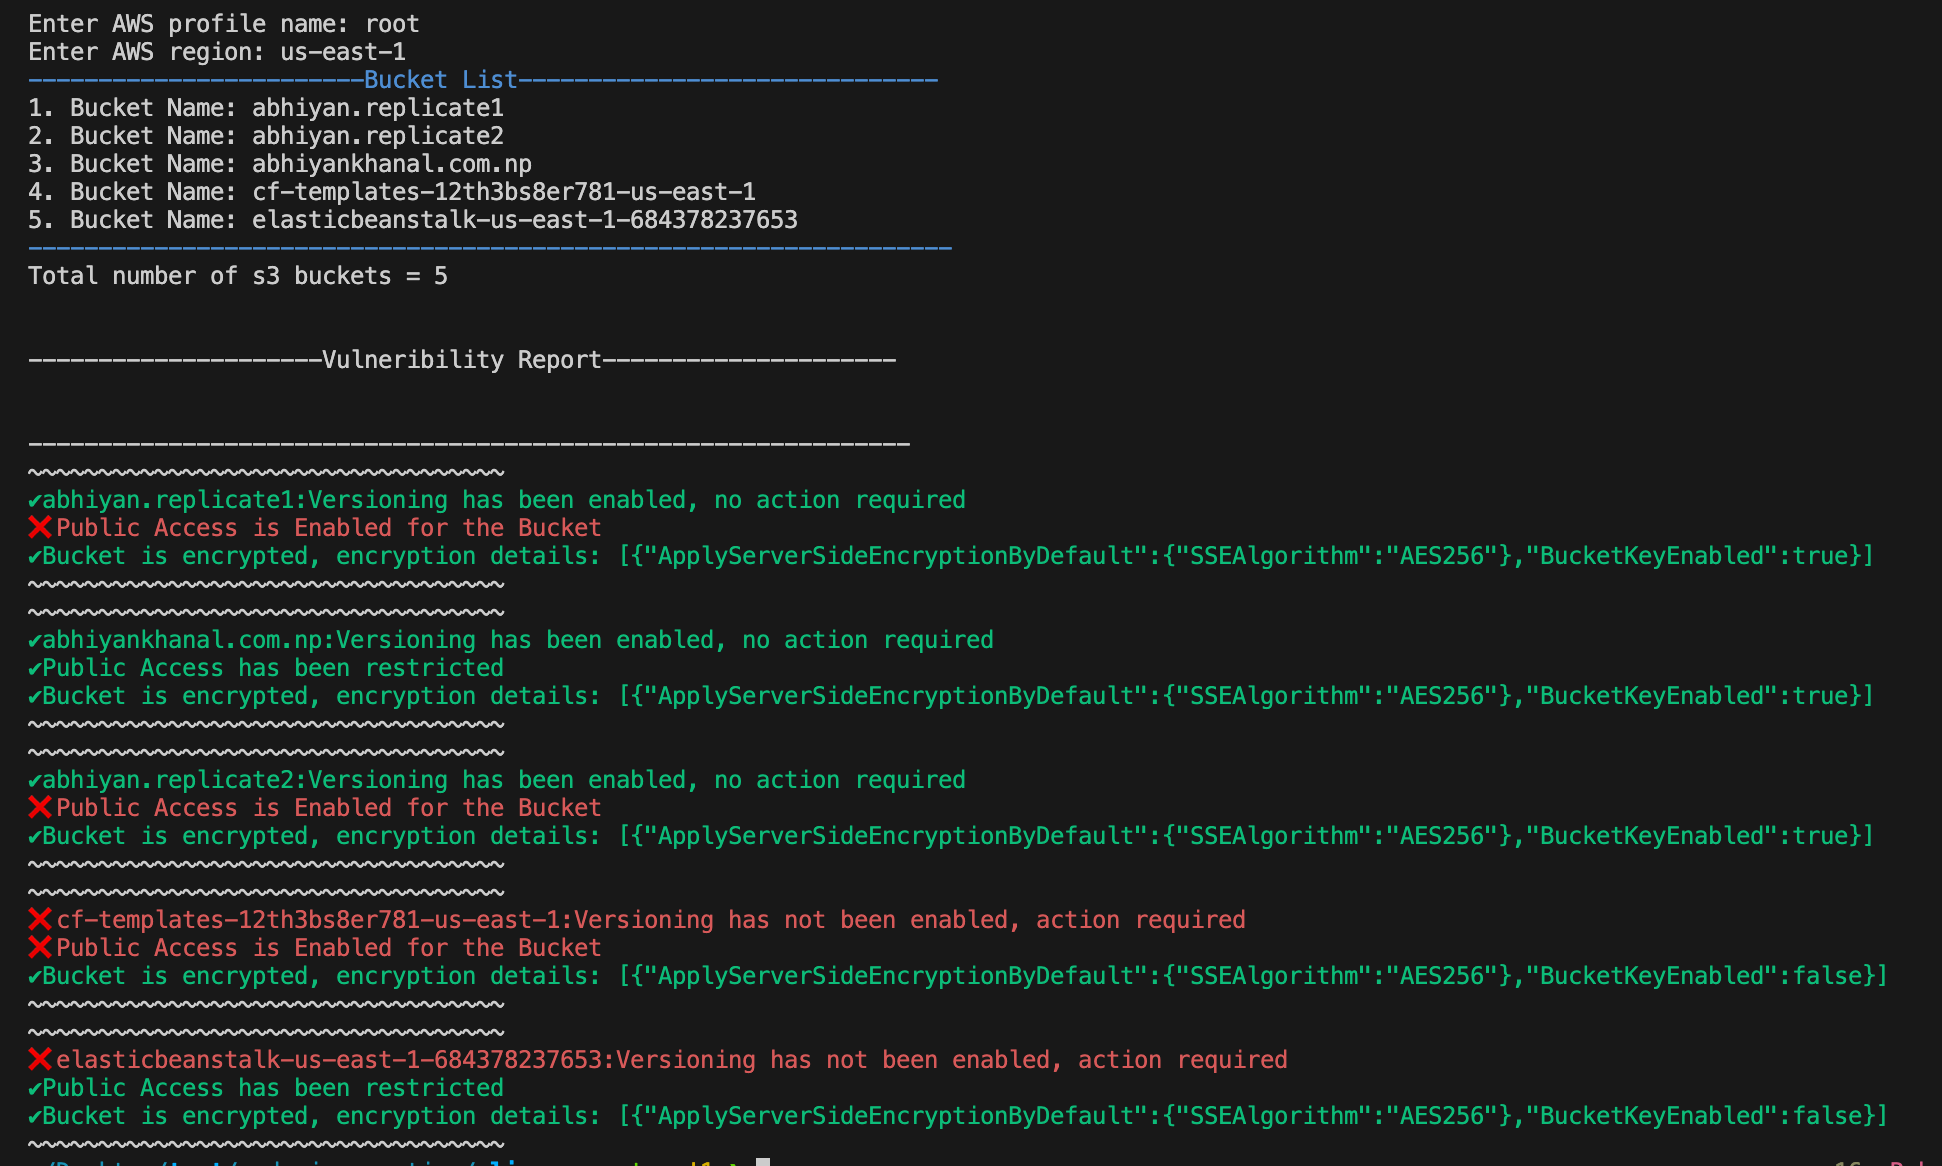 Enter AWS profile name: root
Enter AWS region: us-east-1
------------------------Bucket List------------------------------
1. Bucket Name: abhiyan.replicate1
2. Bucket Name: abhiyan.replicate2
3. Bucket Name: abhiyankhanal.com.np
4. Bucket Name: cf-templates-12th3bs8er781-us-east-1
5. Bucket Name: elasticbeanstalk-us-east-1-684378237653
------------------------------------------------------------------
Total number of s3 buckets = 5
---------------------Vulneribility Report---------------------
---------------------------------------------------------------
~~~~~~~~~~~~~~~~~~~~~~~~~~~~~~~~~~
✔abhiyan.replicate1:Versioning has been enabled, no action required
❌Public Access is Enabled for the Bucket
✔Bucket is encrypted, encryption details: [{"ApplyServerSideEncryptionByDefault":{"SSEAlgorithm":"AES256"},"BucketKeyEnabled":true}]
~~~~~~~~~~~~~~~~~~~~~~~~~~~~~~~~~~
~~~~~~~~~~~~~~~~~~~~~~~~~~~~~~~~~~
✔abhiyankhanal.com.np:Versioning has been enabled, no action required
✔Public Access has been restricted
✔Bucket is encrypted, encryption details: [{"ApplyServerSideEncryptionByDefault":{"SSEAlgorithm":"AES256"},"BucketKeyEnabled":true}]
~~~~~~~~~~~~~~~~~~~~~~~~~~~~~~~~~~
~~~~~~~~~~~~~~~~~~~~~~~~~~~~~~~~~~
✔abhiyan.replicate2:Versioning has been enabled, no action required
❌Public Access is Enabled for the Bucket
✔Bucket is encrypted, encryption details: [{"ApplyServerSideEncryptionByDefault":{"SSEAlgorithm":"AES256"},"BucketKeyEnabled":true}]
~~~~~~~~~~~~~~~~~~~~~~~~~~~~~~~~~~
~~~~~~~~~~~~~~~~~~~~~~~~~~~~~~~~~~
❌cf-templates-12th3bs8er781-us-east-1:Versioning has not been enabled, action required
❌Public Access is Enabled for the Bucket
✔Bucket is encrypted, encryption details: [{"ApplyServerSideEncryptionByDefault":{"SSEAlgorithm":"AES256"},"BucketKeyEnabled":false}]
~~~~~~~~~~~~~~~~~~~~~~~~~~~~~~~~~~
~~~~~~~~~~~~~~~~~~~~~~~~~~~~~~~~~~
❌elasticbeanstalk-us-east-1-684378237653:Versioning has not been enabled, action required
✔Public Access has been restricted
✔Bucket is encrypted, encryption details: [{"ApplyServerSideEncryptionByDefault":{"SSEAlgorithm":"AES256"},"BucketKeyEnabled":false}]
~~~~~~~~~~~~~~~~~~~~~~~~~~~~~~~~~~